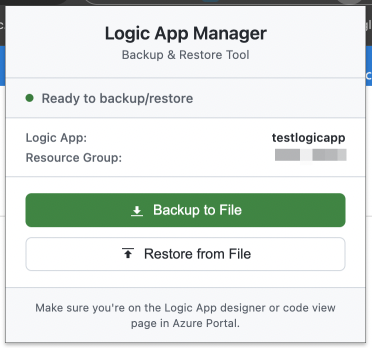 Logic App Manager
Backup & Restore Tool
Ready to backup/restore
Logic App: testlogicapp
Resource Group:
Backup to File
Restore from File
Make sure you're on the Logic App designer or code view
page in Azure Portal.